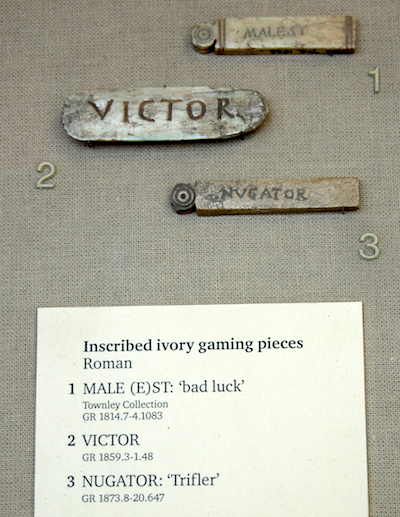 MALEST
1
VICTOR
2
NUGATOR
3
Inscribed ivory gaming pieces
Roman
1 MALE (E)ST: ‘bad luck’
Townley Collection
GR 1814.7-4.1083
2 VICTOR
GR 1859.3-1.48
3 NUGATOR: ‘Trifler’
GR 1873.8-20.647